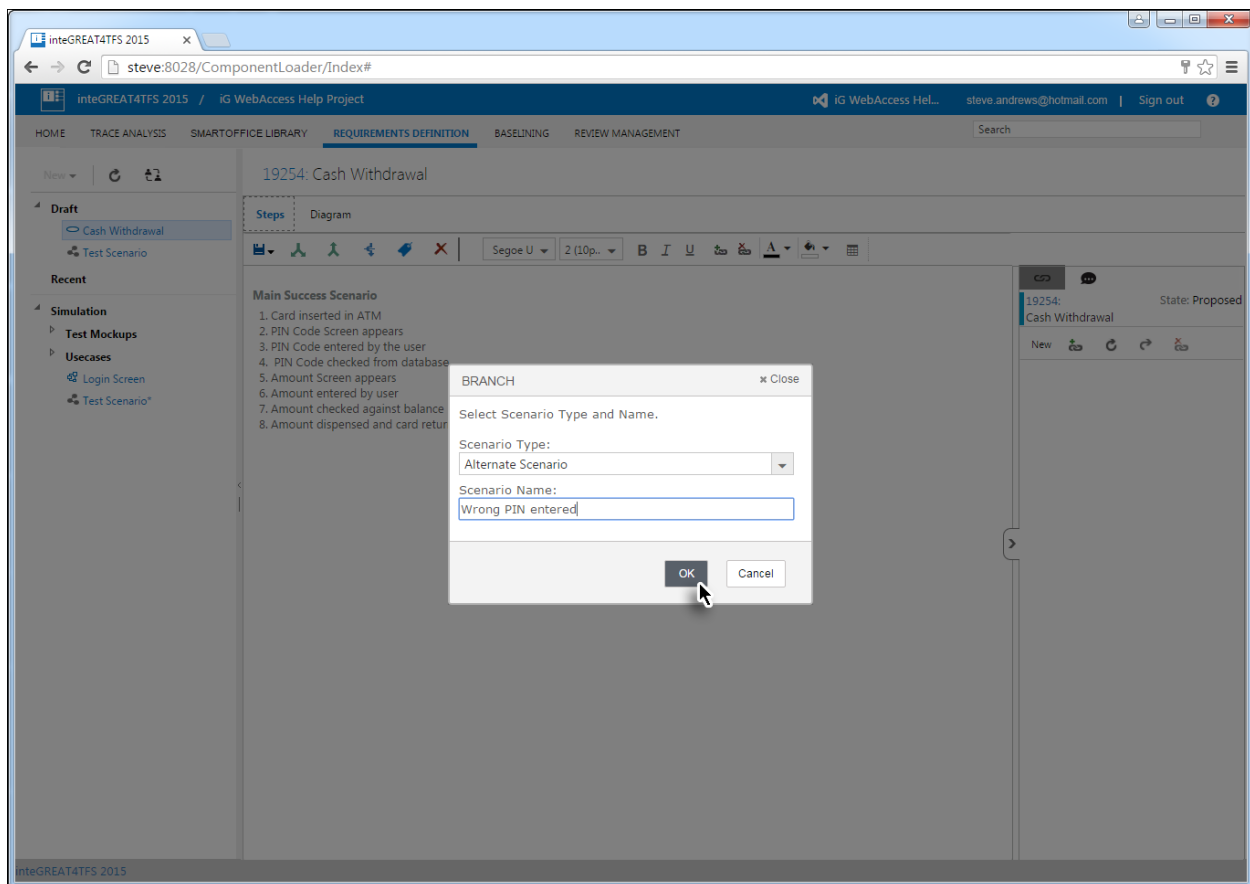 inteGREAT4TFS 2015
steve:8028/ComponentLoader/Index#
inteGREAT4TFS 2015 / iG WebAccess Help Project
iG WebAccess Hel... steve.andrews@hotmail.com | Sign out ?
HOME TRACE ANALYSIS SMARTOFFICE LIBRARY REQUIREMENTS DEFINITION BASELINING REVIEW MANAGEMENT Search
New
19254: Cash Withdrawal
Draft
Cash Withdrawal
Test Scenario
Recent
Simulation
Test Mockups
Usecases
Login Screen
Test Scenario*
Steps Diagram
Segoe U 2 (10p.. B I U A
Main Success Scenario
1. Card inserted in ATM
2. PIN Code Screen appears
3. PIN Code entered by the user
4. PIN Code checked from database
5. Amount Screen appears
6. Amount entered by user
7. Amount checked against balance
8. Amount dispensed and card retur
BRANCH
× Close
Select Scenario Type and Name.
Scenario Type:
Alternate Scenario
Scenario Name:
Wrong PIN entered
OK Cancel
19254: State: Proposed
Cash Withdrawal
New
inteGREAT4TFS 2015